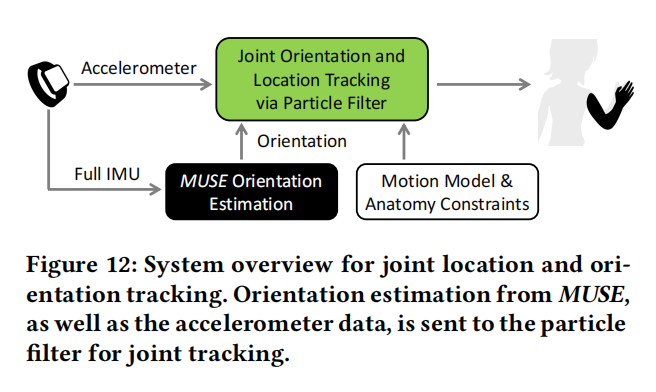 Accelerometer
Joint Orientation and
Location Tracking
via Particle Filter
Orientation
Full IMU
MUSE Orientation
Estimation
Motion Model &
Anatomy Constraints
Figure 12: System overview for joint location and ori-
entation tracking. Orientation estimation from MUSE,
as well as the accelerometer data, is sent to the particle
filter for joint tracking.